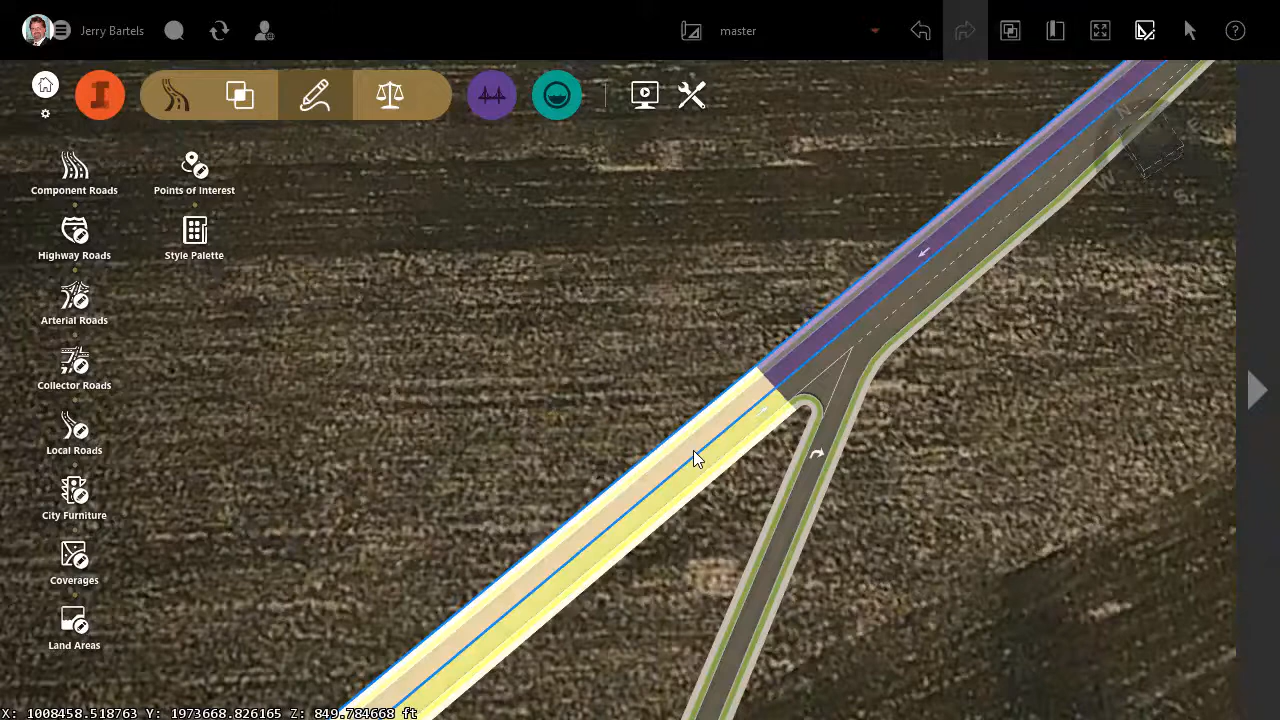 Jerry Bartels
master
Component Roads
Points of Interest
Highway Roads
Style Palette
Arterial Roads
Collector Roads
Local Roads
City Furniture
Coverages
Land Areas
N
E
W
S
X: 1008458.518763 Y: 1973668.826165 Z: 849.784668 ft